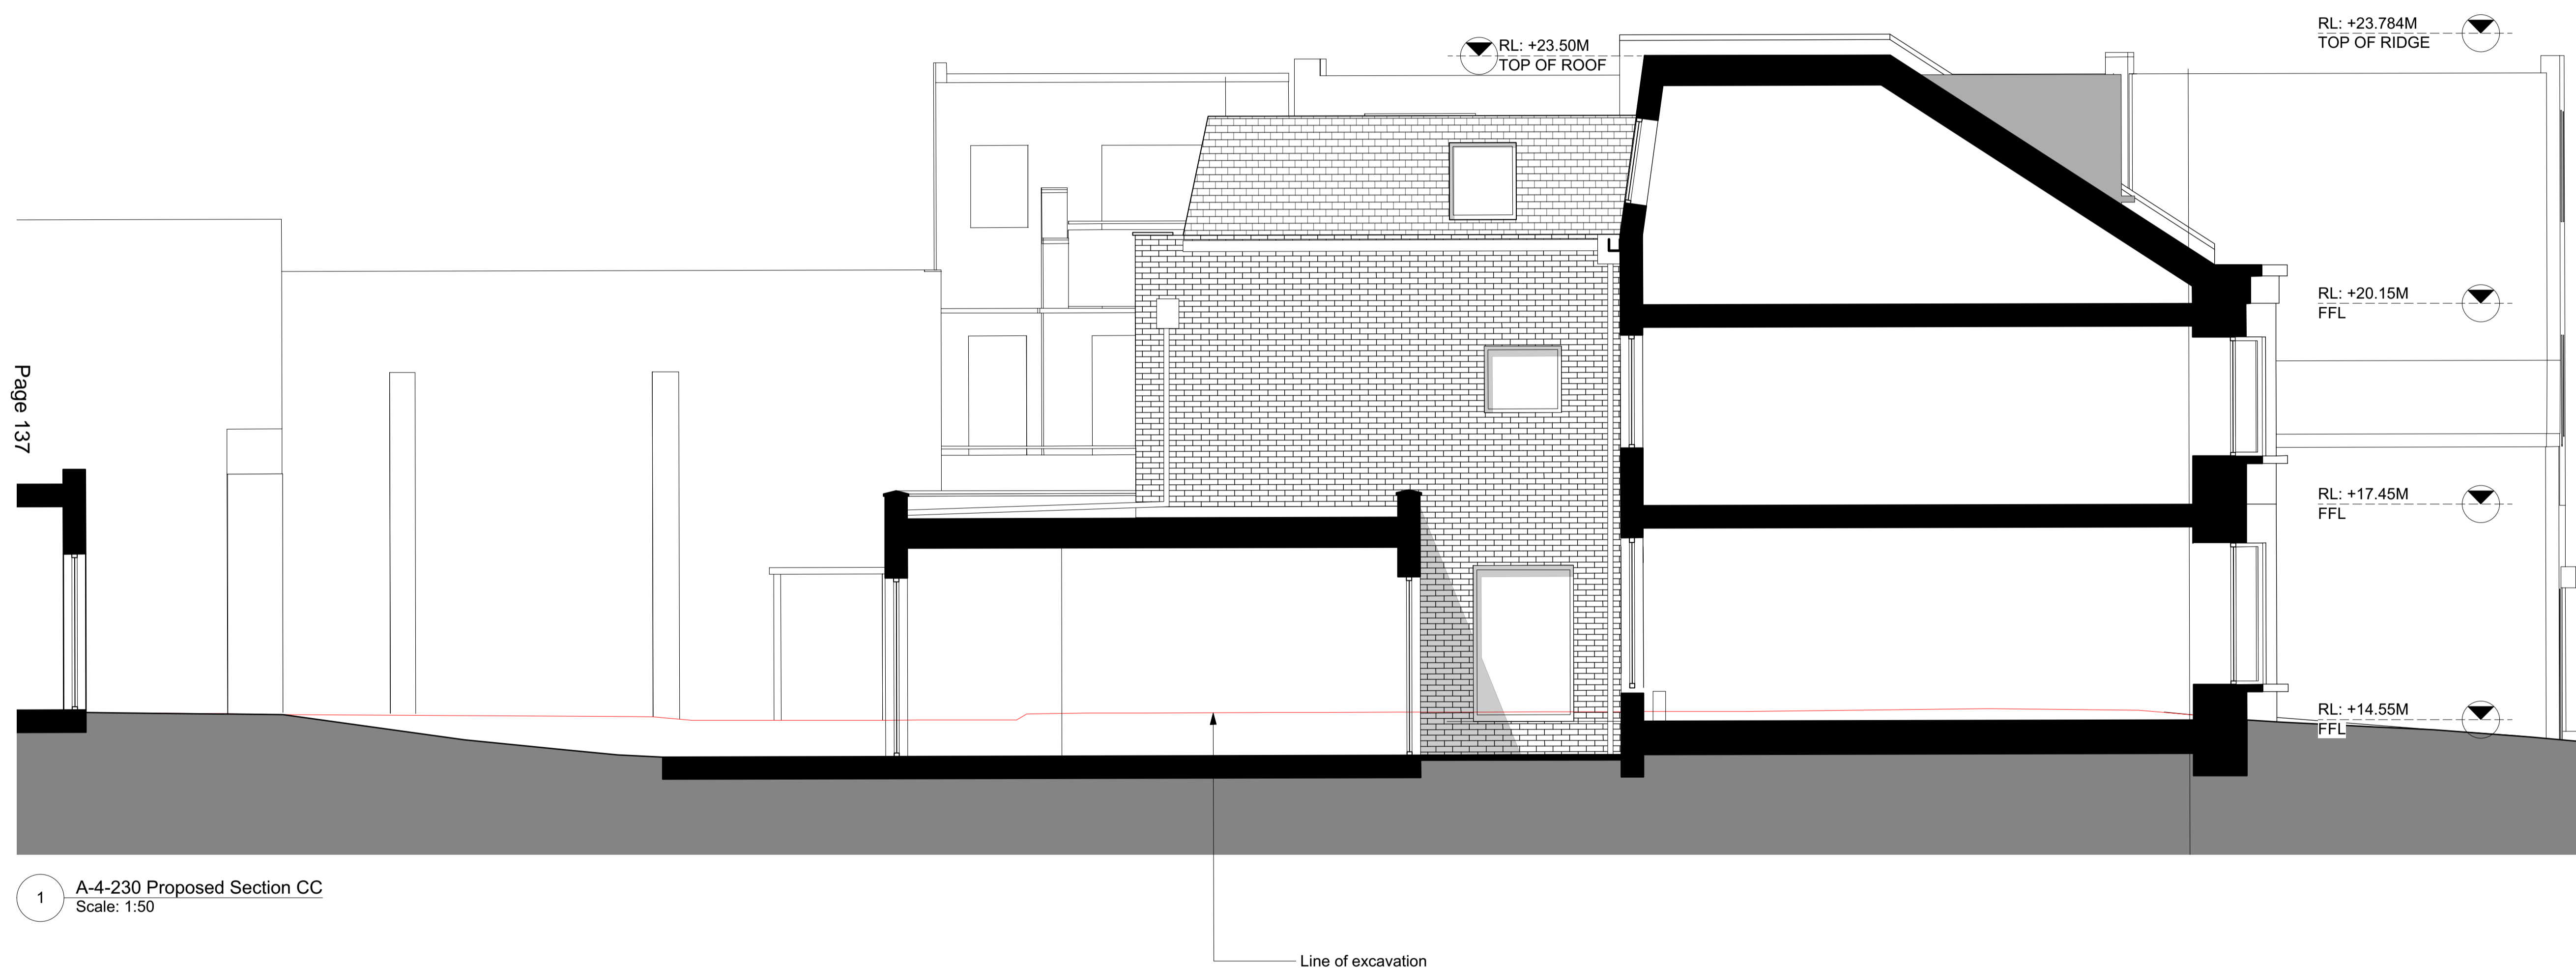 RL: +23.784M
TOP OF RIDGE
RL: +23.50M
TOP OF ROOF
RL: +20.15M
FFL
Page 137
RL: +17.45M
FFL
RL: +14.55M
FFL
1
A-4-230 Proposed Section CC
Scale: 1:50
Line of excavation